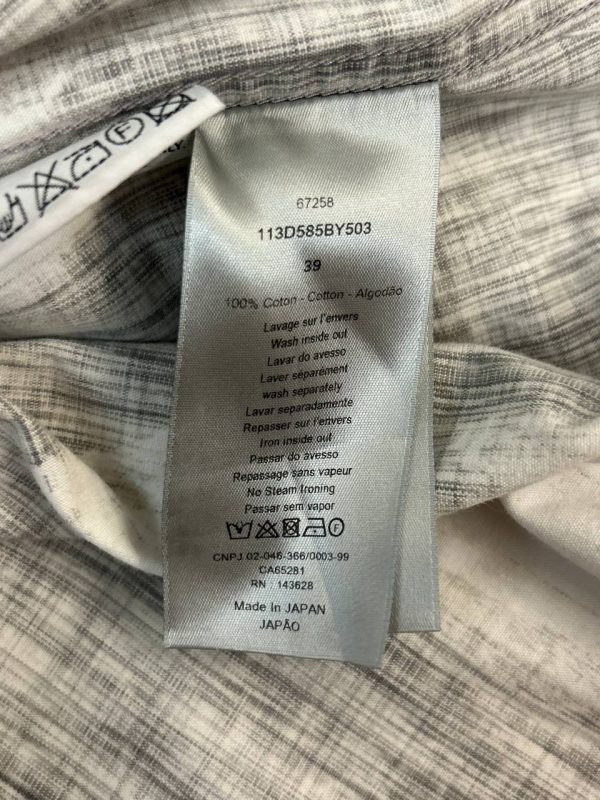 67258
113D585BY503
39
100% Coton - Cotton - Algodão
Lavage sur l'envers
Wash inside out
Lavar do avesso
Laver séparément
wash separately
Lavar separadamente
Repasser sur l'envers
Iron inside out
Passar do avesso
Repassage sans vapeur
No Steam Ironing
Passar sem vapor
CNPJ 02-046-366/0003-99
CA65281
RN : 143628
Made In JAPAN
JAPÃO